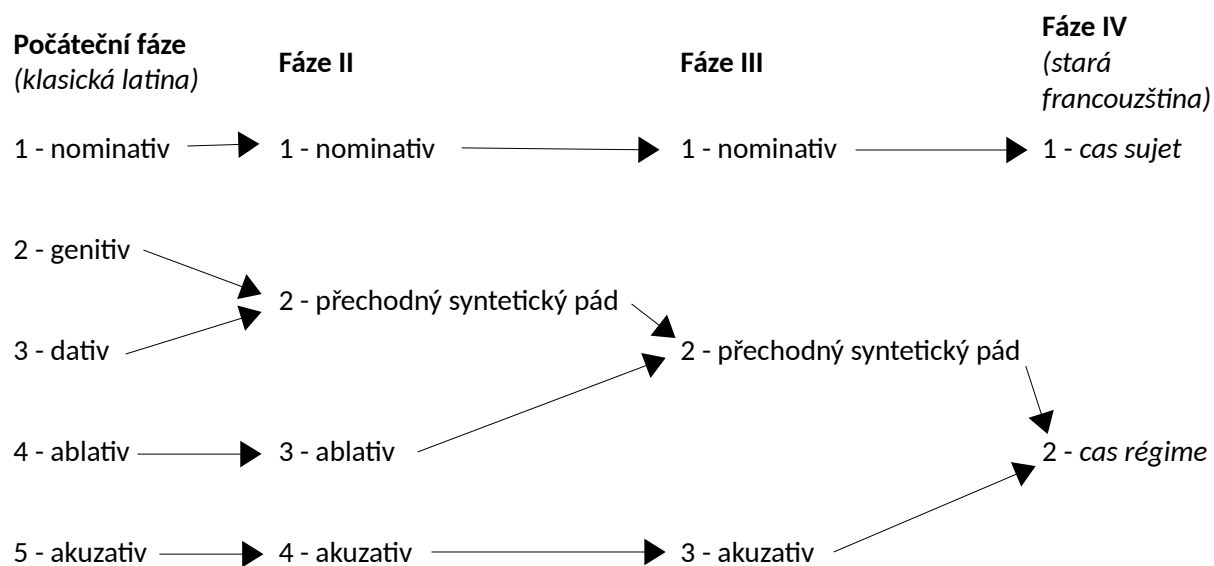 Počáteční fáze
(klasická latina)
Fáze II
Fáze III
Fáze IV
(stará
francouzština)
1 - nominativ
1 - nominativ
1 - nominativ
1 - cas sujet
2 - genitiv
2 - přechodný syntetický pád
3 - dativ
2 - přechodný syntetický pád
4 - ablativ
3 - ablativ
2 - cas régime
5 - akuzativ
4 - akuzativ
3 - akuzativ